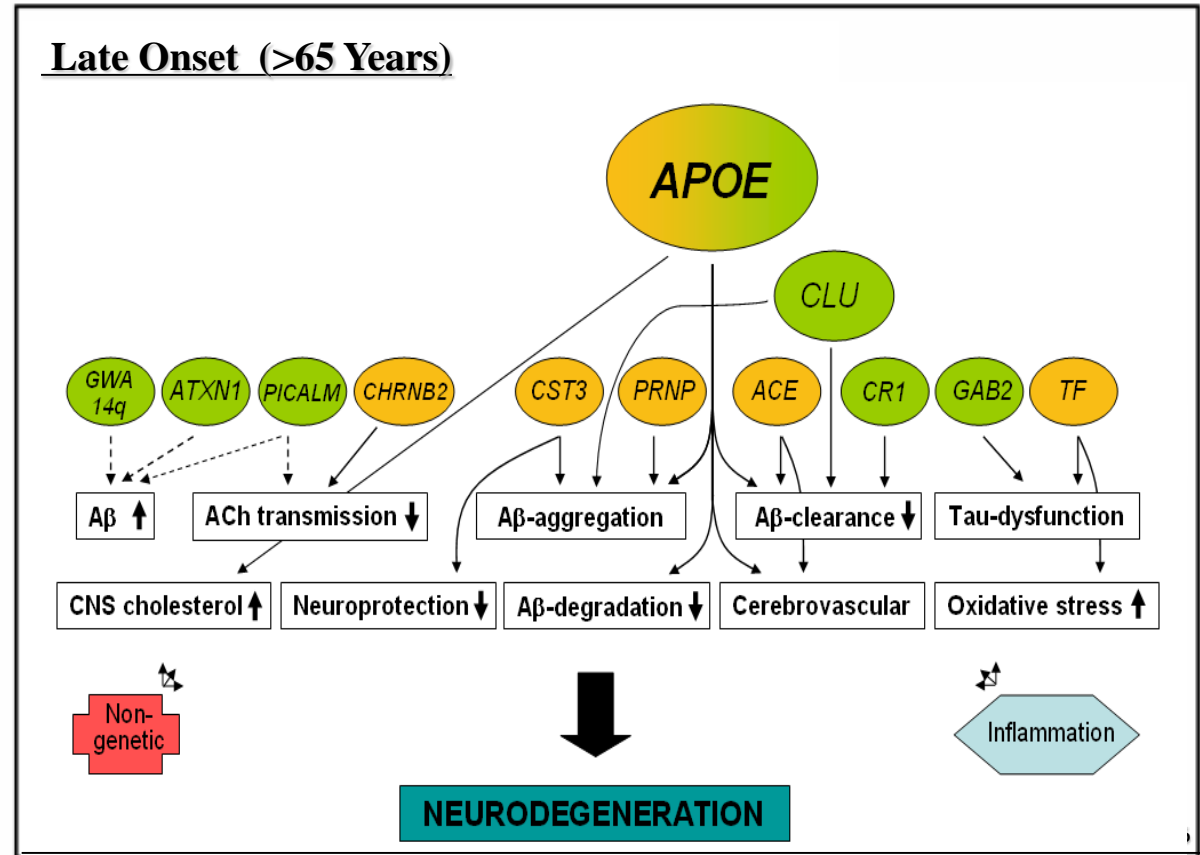 Late Onset (>65 Years)
APOE
CLU
GWA
14q
ATXN1
PICALM
CHRNB2
CST3
PRNP
ACE
CR1
GAB2
TF
Aβ
ACh transmission
Aβ-aggregation
Aβ-clearance
Tau-dysfunction
CNS cholesterol
Neuroprotection
Aβ-degradation
Cerebrovascular
Oxidative stress
Non-
genetic
Inflammation
NEURODEGENERATION